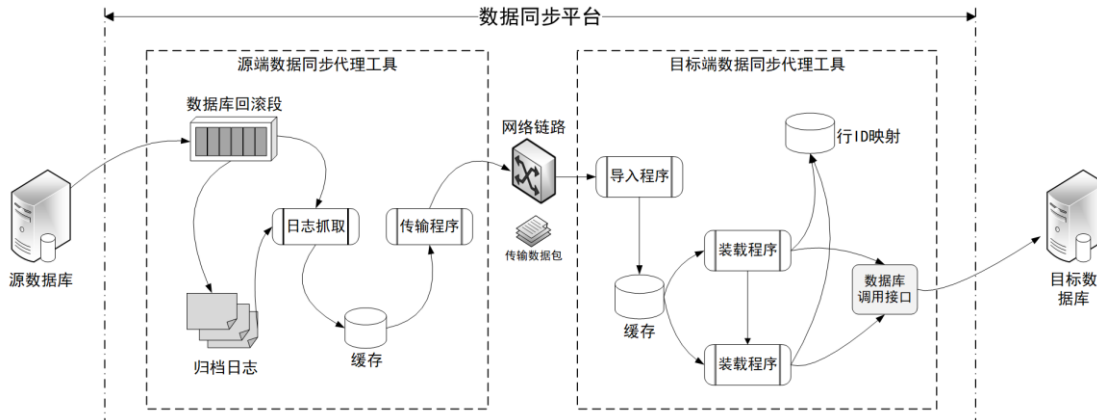 数据同步平台
源端数据同步代理工具
目标端数据同步代理工具
数据库回滚段
网络链路
行ID映射
导入程序
日志抓取
传输程序
传输数据包
装载程序
源数据库
数据库
调用接口
目标数
据库
缓存
缓存
归档日志
装载程序